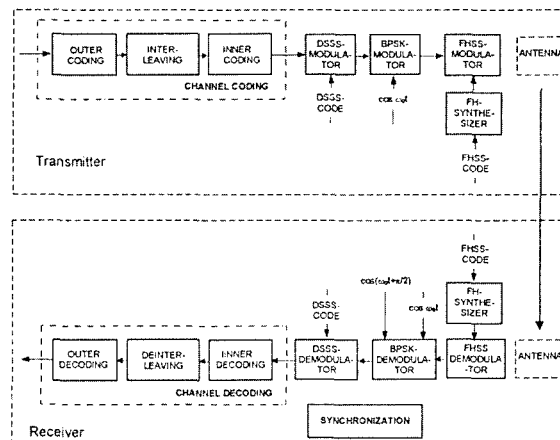 OUTER
CODING
INTER-
LEAVING
INNER
CODING
CHANNEL CODING
DSSS-
MODULA-
TOR
BPSK-
MODULA-
TOR
FHSS-
MODULA-
TOR
ANTENNA
DSSS-
CODE
cos ω₀t
FH-
SYNTHE-
SIZER
FHSS-
CODE
Transmitter
FHSS-
CODE
cos(ω₀t+π/2)
cos ω₀t
FH-
SYNTHE-
SIZER
DSSS-
CODE
OUTER
DECODING
DEINTER-
LEAVING
INNER
DECODING
CHANNEL DECODING
DSSS-
DEMODULA-
TOR
BPSK-
DEMODULA-
TOR
FHSS
DEMODULA-
TOR
ANTENNA
SYNCHRONIZATION
Receiver